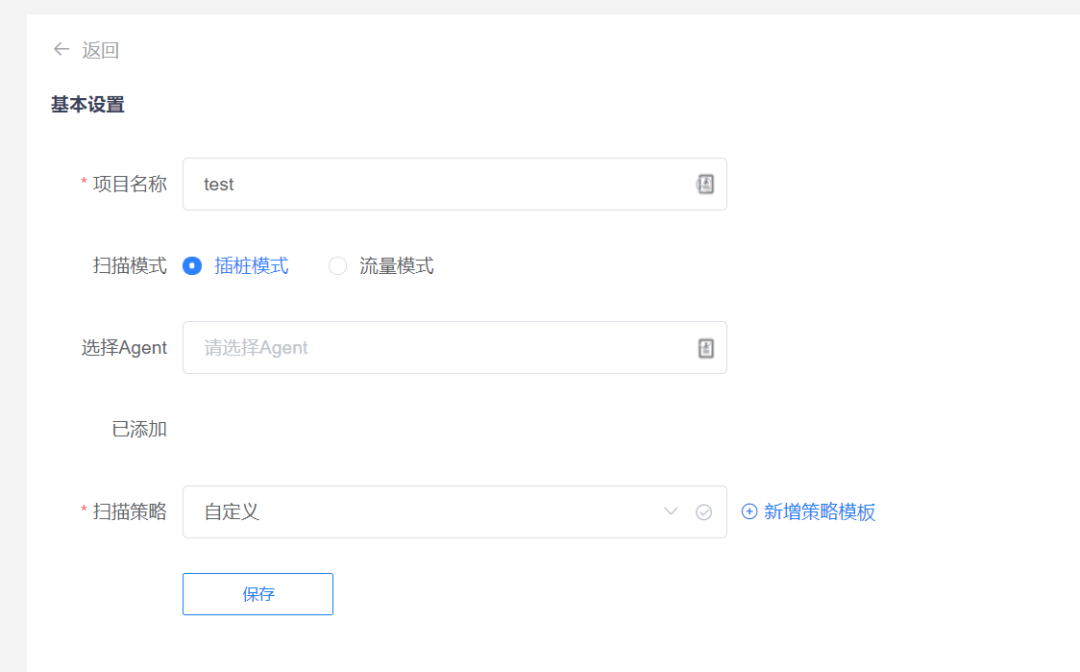 ← 返回
基本设置
* 项目名称 test
扫描模式 插桩模式 流量模式
选择Agent 请选择Agent
已添加
* 扫描策略 自定义 新增策略模板
保存